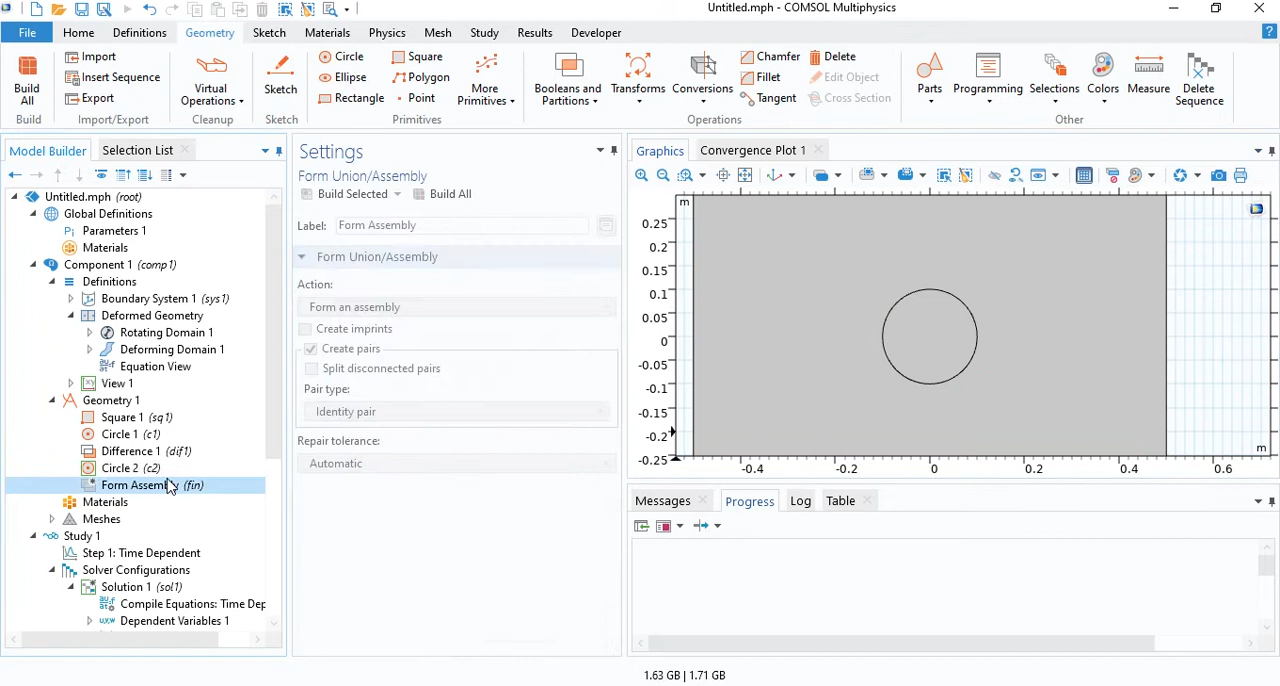 Untitled.mph - COMSOL Multiphysics
File Home Definitions Geometry Sketch Materials Physics Mesh Study Results Developer
Build All
Build
Import
Insert Sequence
Export
Import/Export
Virtual Operations
Cleanup
Sketch
Sketch
Circle
Ellipse
Rectangle
Square
Polygon
Point
More Primitives
Primitives
Booleans and Partitions
Transforms
Conversions
Chamfer
Fillet
Tangent
Delete
Edit Object
Cross Section
Operations
Parts
Programming
Selections
Colors
Measure
Delete Sequence
Other
Model Builder
Selection List
Untitled.mph (root)
Global Definitions
Parameters 1
Materials
Component 1 (comp1)
Definitions
Boundary System 1 (sys1)
Deformed Geometry
Rotating Domain 1
Deforming Domain 1
Equation View
View 1
Geometry 1
Square 1 (sq1)
Circle 1 (c1)
Difference 1 (dif1)
Circle 2 (c2)
Form Assembly (fin)
Materials
Meshes
Study 1
Step 1: Time Dependent
Solver Configurations
Solution 1 (sol1)
Compile Equations: Time Dep
Dependent Variables 1
Settings
Form Union/Assembly
Build Selected
Build All
Label: Form Assembly
Form Union/Assembly
Action:
Form an assembly
Create imprints
Create pairs
Split disconnected pairs
Pair type:
Identity pair
Repair tolerance:
Automatic
Graphics
Convergence Plot 1
m
0.25
0.2
0.15
0.1
0.05
0
-0.05
-0.1
-0.15
-0.2
-0.25
m
-0.4 -0.2 0 0.2 0.4 0.6
Messages Progress Log Table
1.63 GB | 1.71 GB